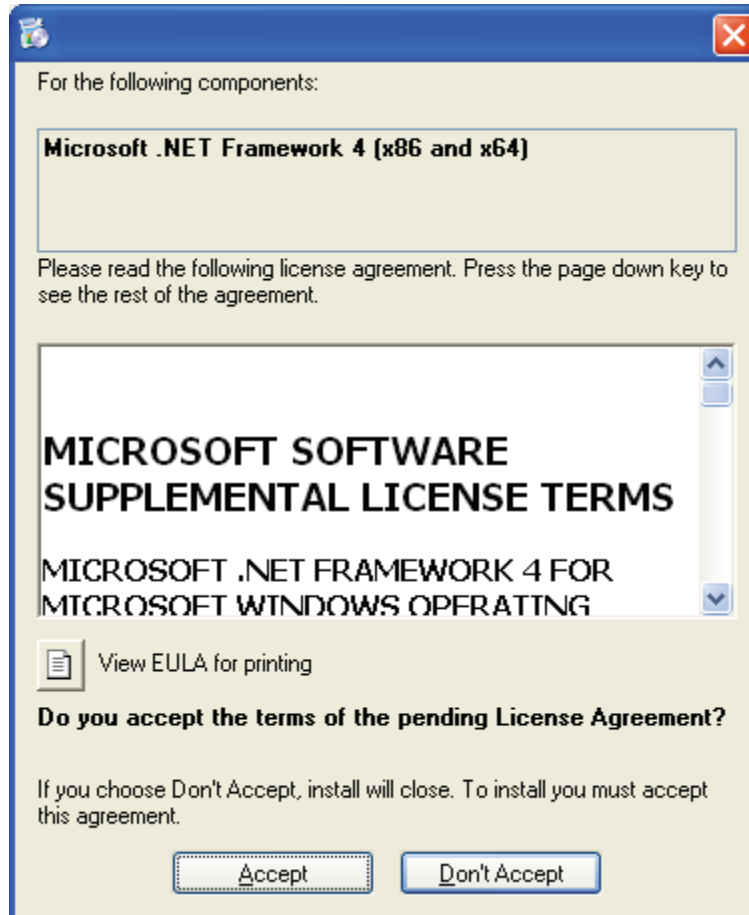 For the following components:
Microsoft .NET Framework 4 (x86 and x64)
Please read the following license agreement. Press the page down key to
see the rest of the agreement.
MICROSOFT SOFTWARE
SUPPLEMENTAL LICENSE TERMS
MICROSOFT .NET FRAMEWORK 4 FOR
MICROSOFT WINDOWS OPERATING
View EULA for printing
Do you accept the terms of the pending License Agreement?
If you choose Don't Accept, install will close. To install you must accept
this agreement.
Accept
Don't Accept